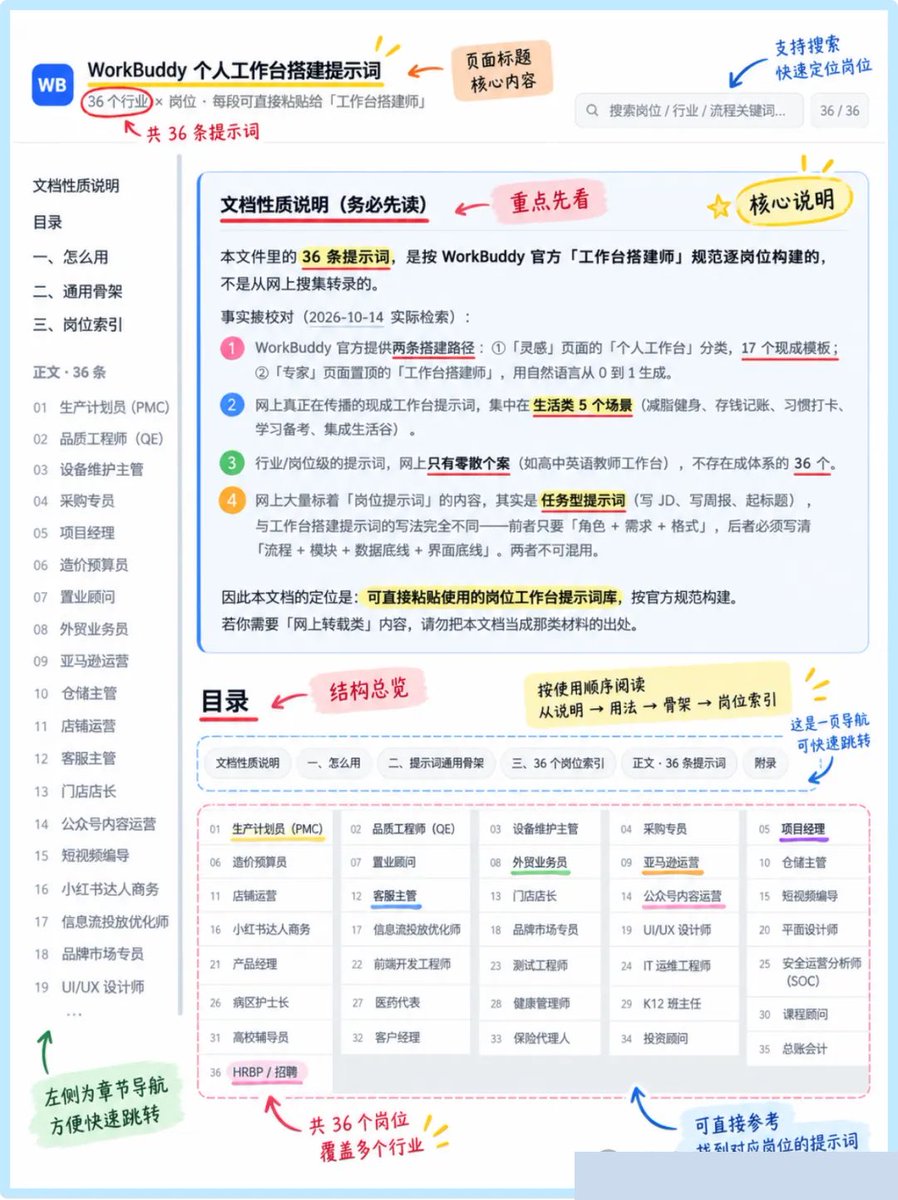 WB
WorkBuddy 个人工作台搭建提示词
36 个行业 × 岗位 · 每段可直接粘贴给「工作台搭建师」
共 36 条提示词
页面标题
核心内容
支持搜索
快速定位岗位
搜索岗位 / 行业 / 流程关键词...
36 / 36
文档性质说明
目录
一、怎么用
二、通用骨架
三、岗位索引
正文 · 36 条
01 生产计划员 (PMC)
02 品质工程师（QE）
03 设备维护主管
04 采购专员
05 项目经理
06 造价预算员
07 置业顾问
08 外贸业务员
09 亚马逊运营
10 仓储主管
11 店铺运营
12 客服主管
13 门店店长
14 公众号内容运营
15 短视频编导
16 小红书达人商务
17 信息流投放优化师
18 品牌市场专员
19 UI/UX 设计师
...
左侧为章节导航
方便快速跳转
文档性质说明（务必先读）
重点先看
核心说明
本文件里的 36 条提示词，是按 WorkBuddy 官方「工作台搭建师」规范逐岗位构建的，
不是从网上搜集转录的。
事实校对（2026-10-14 实际检索）：
1 WorkBuddy 官方提供两条搭建路径：①「灵感」页面的「个人工作台」分类，17 个现成模板；
②「专家」页面置顶的「工作台搭建师」，用自然语言从 0 到 1 生成。
2 网上真正在传播的现成工作台提示词，集中在生活类 5 个场景（减脂健身、存钱记账、习惯打卡、
学习备考、集成生活谷）。
3 行业/岗位级的提示词，网上只有零散个案（如高中英语教师工作台），不存在成体系的 36 个。
4 网上大量标着「岗位提示词」的内容，其实是任务型提示词（写 JD、写周报、起标题），
与工作台搭建提示词的写法完全不同——前者只要「角色 + 需求 + 格式」，后者必须写清
「流程 + 模块 + 数据底线 + 界面底线」。两者不可混用。
因此本文档的定位是：可直接粘贴使用的岗位工作台提示词库，按官方规范构建。
若你需要「网上转载类」内容，请勿把本文档当成那类材料的出处。
目录
结构总览
按使用顺序阅读
从说明 → 用法 → 骨架 → 岗位索引
这是一页导航
可快速跳转
文档性质说明 一、怎么用 二、提示词通用骨架 三、36 个岗位索引 正文 · 36 条提示词 附录
01 生产计划员（PMC） 02 品质工程师（QE） 03 设备维护主管 04 采购专员 05 项目经理
06 造价预算员 07 置业顾问 08 外贸业务员 09 亚马逊运营 10 仓储主管
11 店铺运营 12 客服主管 13 门店店长 14 公众号内容运营 15 短视频编导
16 小红书达人商务 17 信息流投放优化师 18 品牌市场专员 19 UI/UX 设计师 20 平面设计师
21 产品经理 22 前端开发工程师 23 测试工程师 24 IT 运维工程师 25 安全运营分析师
（SOC）
26 病区护士长 27 医药代表 28 健康管理师 29 K12 班主任 30 课程顾问
31 高校辅导员 32 客户经理 33 保险代理人 34 投资顾问 35 总账会计
36 HRBP / 招聘
共 36 个岗位
覆盖多个行业
可直接参考
找到对应岗位的提示词